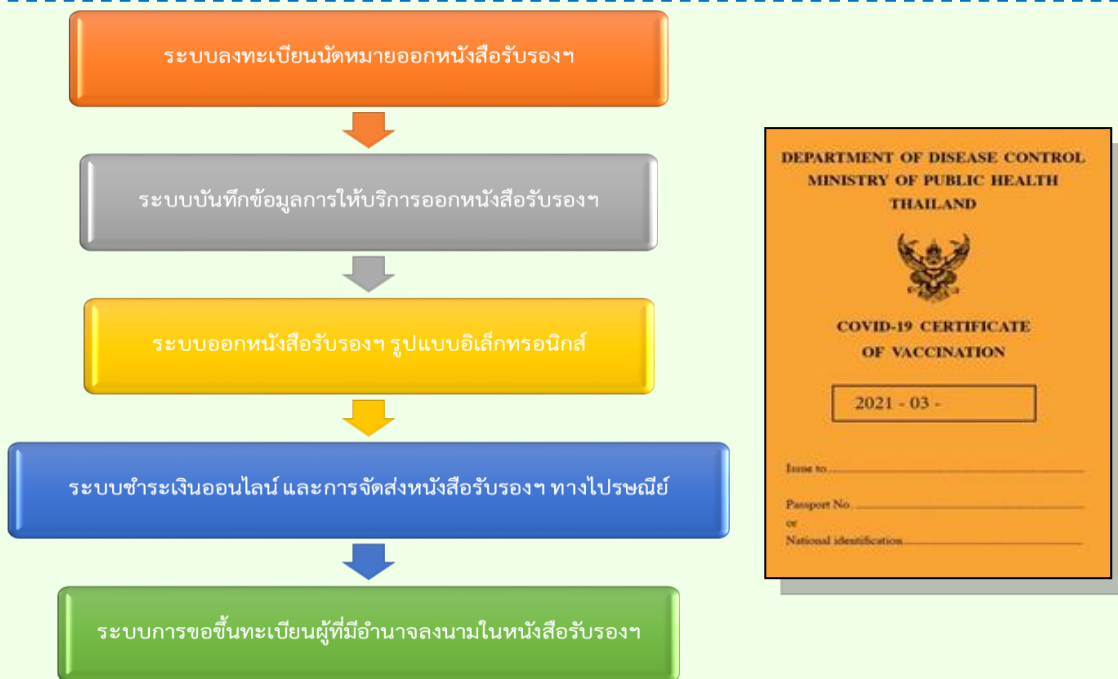 ระบบลงทะเบียนนัดหมายออกหนังสือรับรองฯ
ระบบบันทึกข้อมูลการให้บริการออกหนังสือรับรองฯ
ระบบออกหนังสือรับรองฯ รูปแบบอิเล็กทรอนิกส์
ระบบชำระเงินออนไลน์ และการจัดส่งหนังสือรับรองฯ ทางไปรษณีย์
ระบบการขอขึ้นทะเบียนผู้ที่มีอำนาจลงนามในหนังสือรับรองฯ
DEPARTMENT OF DISEASE CONTROL
MINISTRY OF PUBLIC HEALTH
THAILAND
COVID-19 CERTIFICATE
OF VACCINATION
2021 - 03 -
Issue to
Passport No.
or
National identification